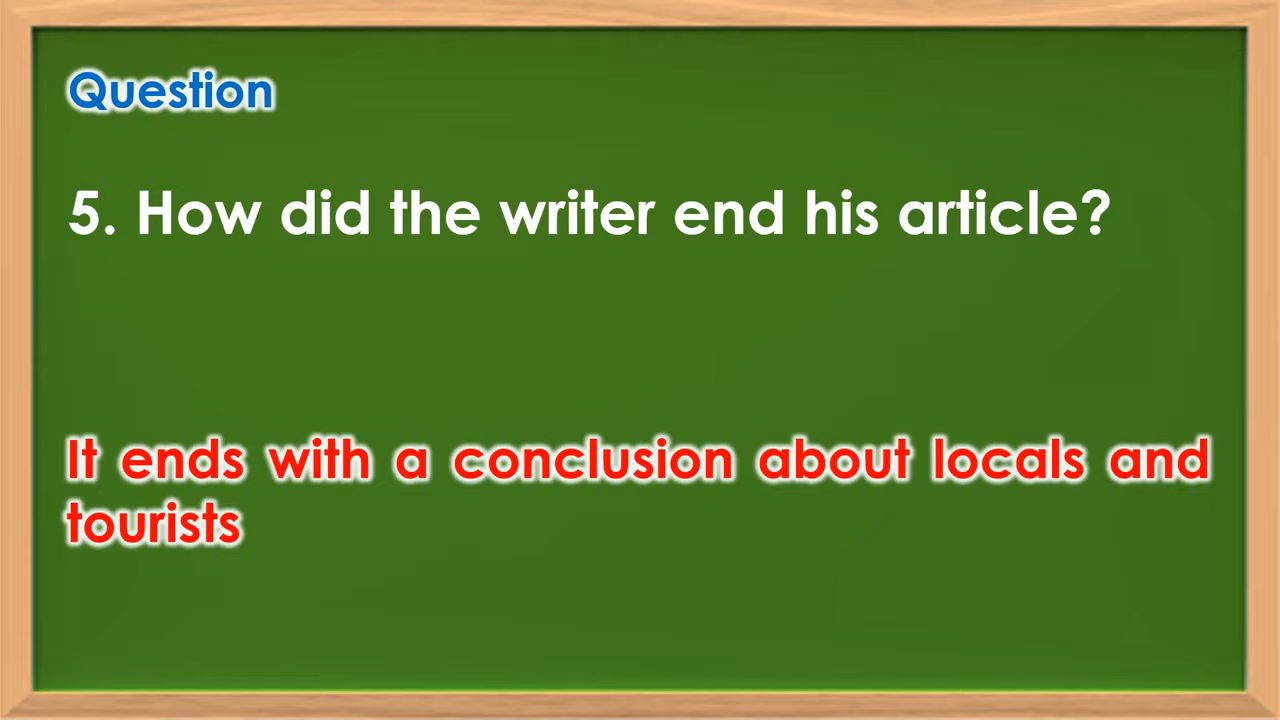 Question
5. How did the writer end his article?
It ends with a conclusion about locals and
tourists